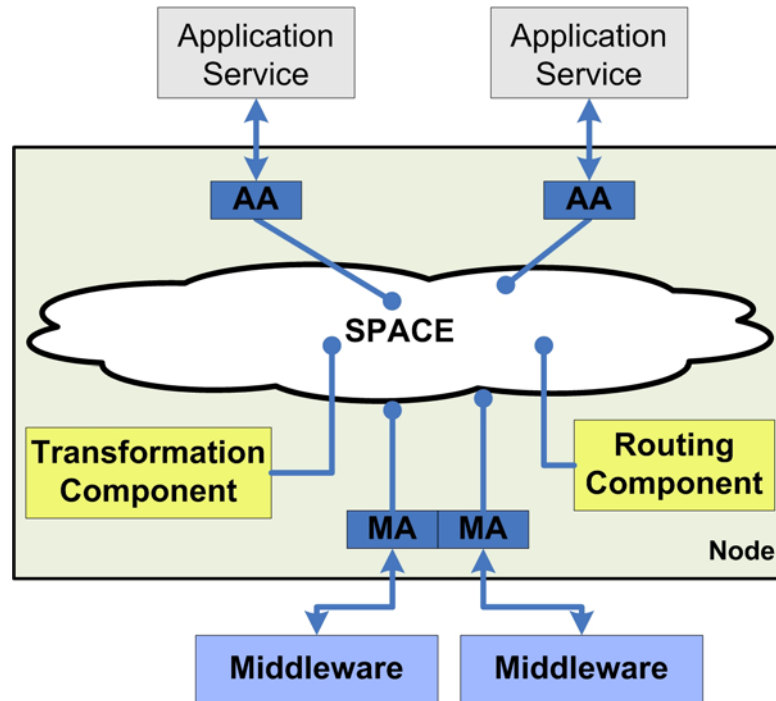 Application
Service
Application
Service
AA
AA
SPACE
Transformation
Component
Routing
Component
MA
MA
Node
Middleware
Middleware